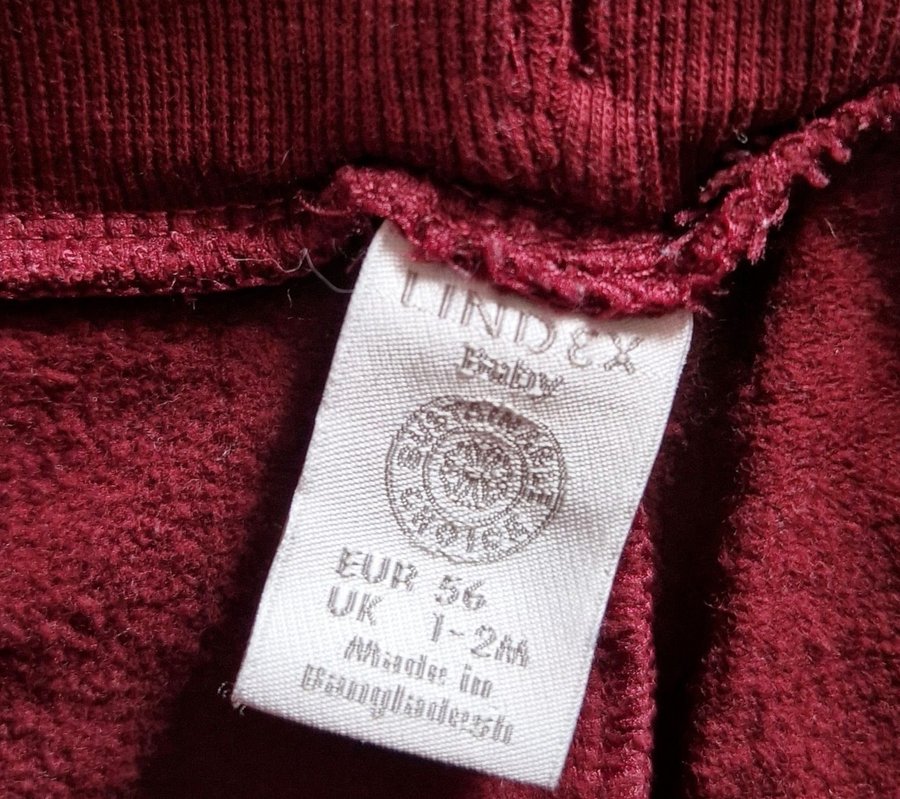 LINDEX
Baby
SUSTAINABLE CHOICE
EUR 56
UK 1-2M
Made in
Bangladesh